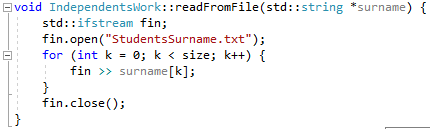 void IndependentsWork::readFromFile(std::string *surname) {
    std::ifstream fin;
    fin.open("StudentsSurname.txt");
    for (int k = 0; k < size; k++) {
        fin >> surname[k];
    }
    fin.close();
}